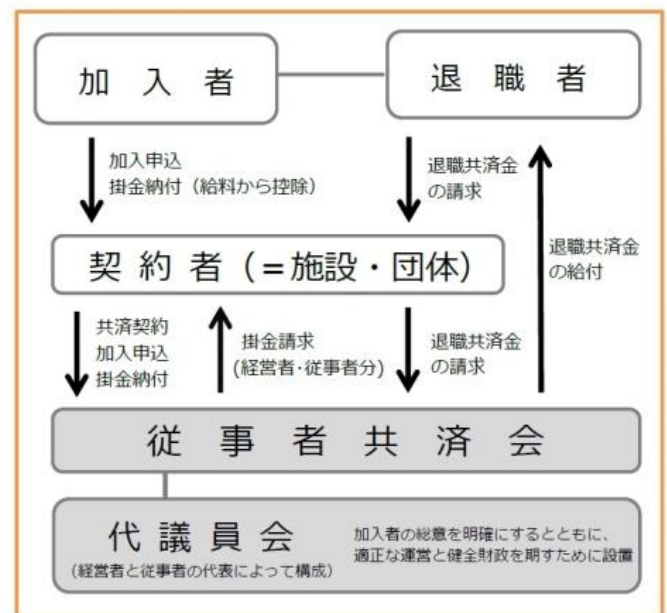 加入者
退職者
加入申込
掛金納付（給料から控除）
退職共済金
の請求
退職共済金
の給付
契約者（＝施設・団体）
共済契約
加入申込
掛金納付
掛金請求
(経営者・従事者分)
退職共済金
の請求
従事者共済会
代議員会
(経営者と従事者の代表によって構成)
加入者の総意を明確にするとともに、
適正な運営と健全財政を期すために設置